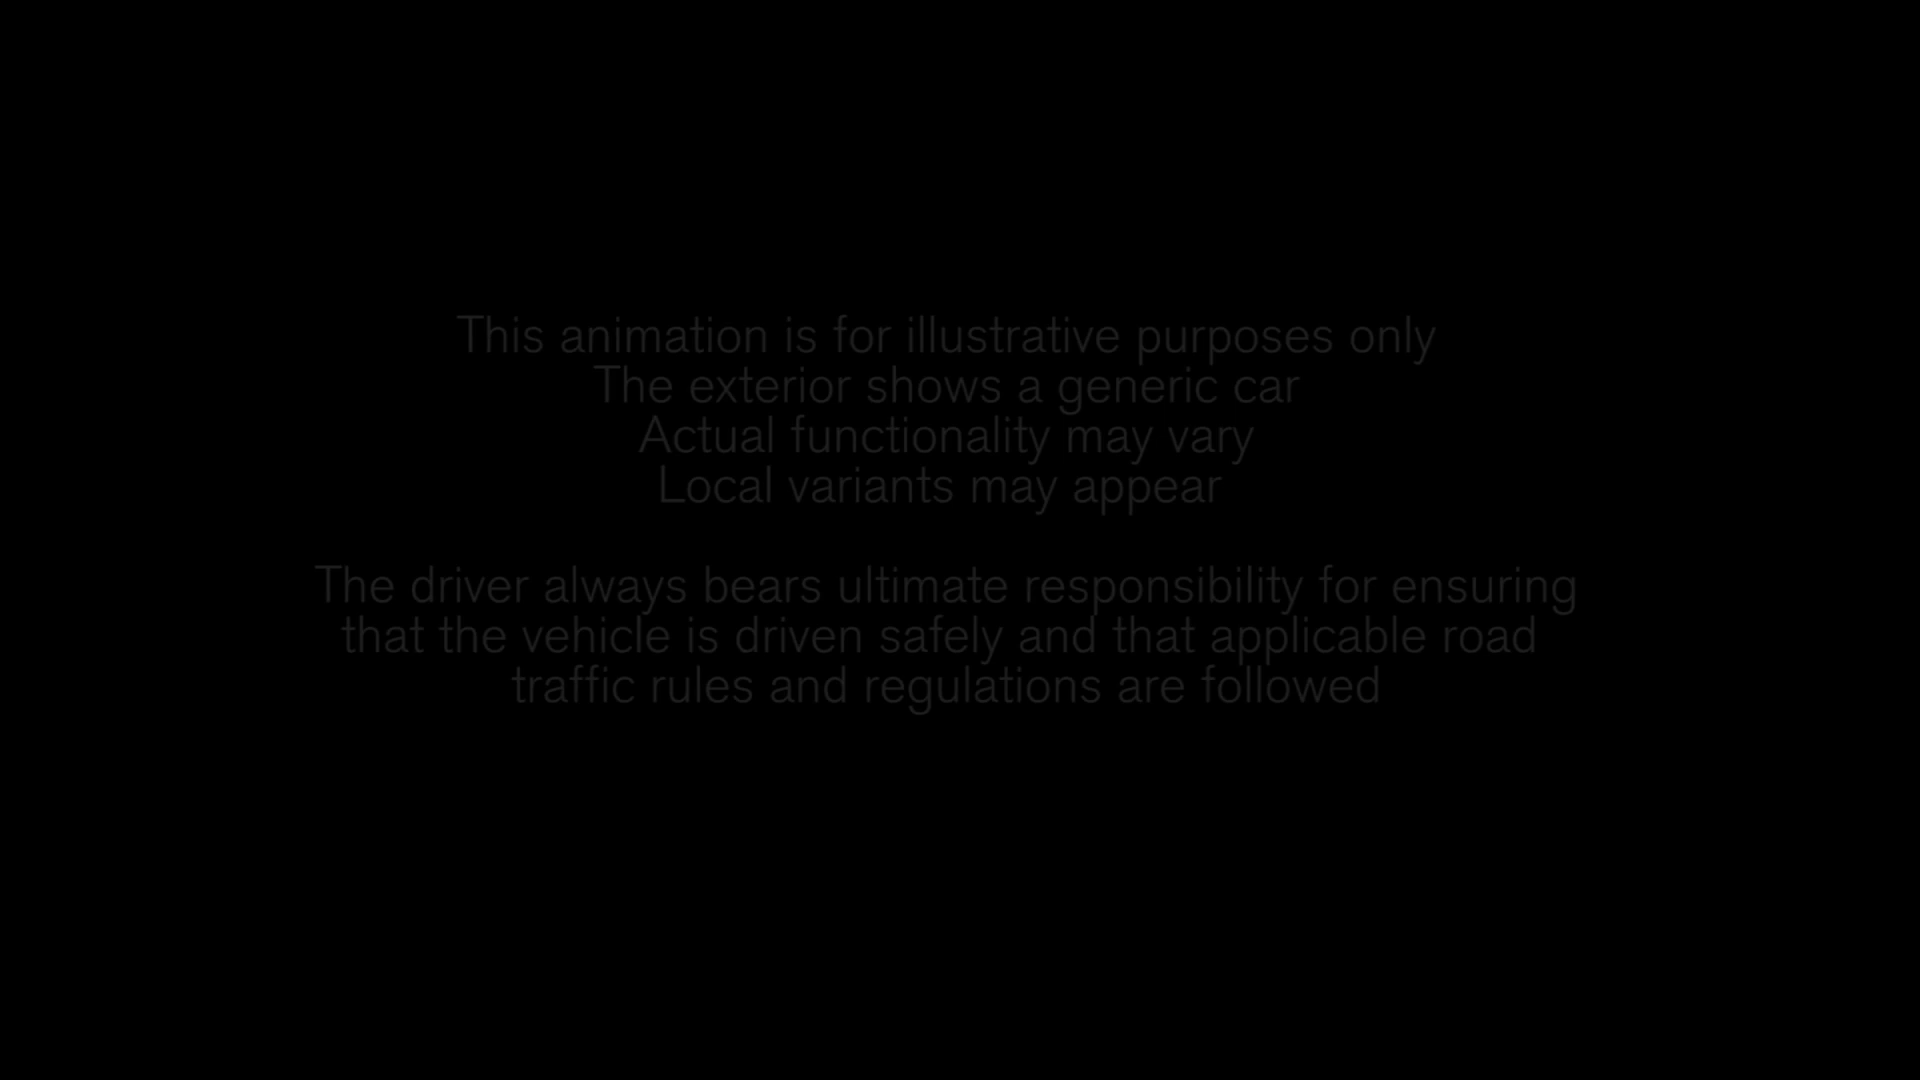 This animation is for illustrative purposes only
The exterior shows a generic car
Actual functionality may vary
Local variants may appear
The driver always bears ultimate responsibility for ensuring
that the vehicle is driven safely and that applicable road
traffic rules and regulations are followed